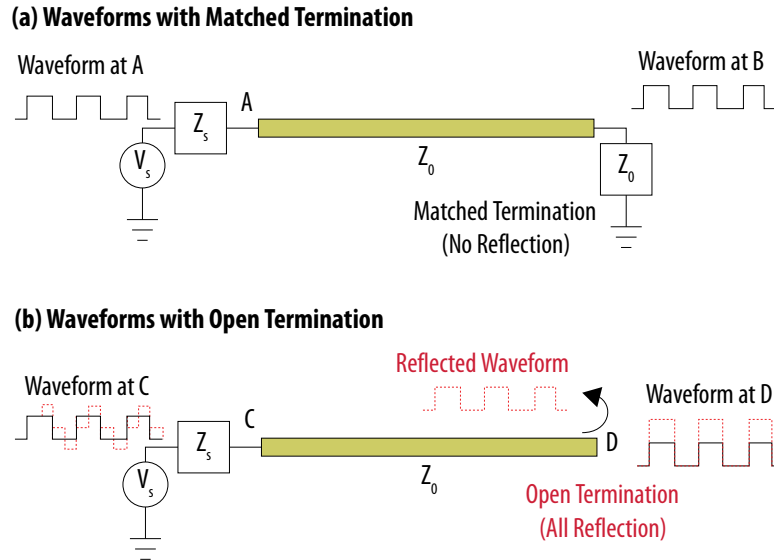 (a) Waveforms with Matched Termination
Waveform at A
Waveform at B
A
Zs
Vs
Z0
Z0
Matched Termination
(No Reflection)
(b) Waveforms with Open Termination
Reflected Waveform
Waveform at C
Waveform at D
C
D
Zs
Vs
Z0
Open Termination
(All Reflection)